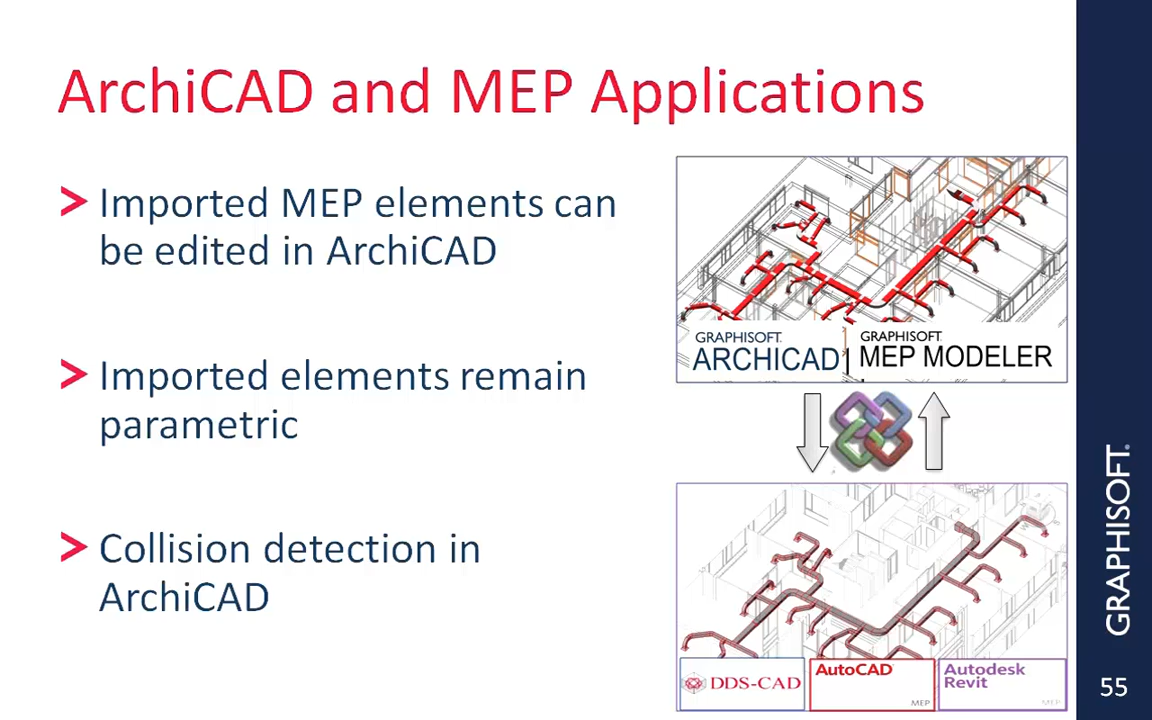 ArchiCAD and MEP Applications
> Imported MEP elements can
be edited in ArchiCAD
> Imported elements remain
parametric
> Collision detection in
ArchiCAD
GRAPHISOFT.
ARCHICAD
GRAPHISOFT.
MEP MODELER
DDS-CAD
AutoCAD
MEP
Autodesk
Revit
MEP
GRAPHISOFT.
55